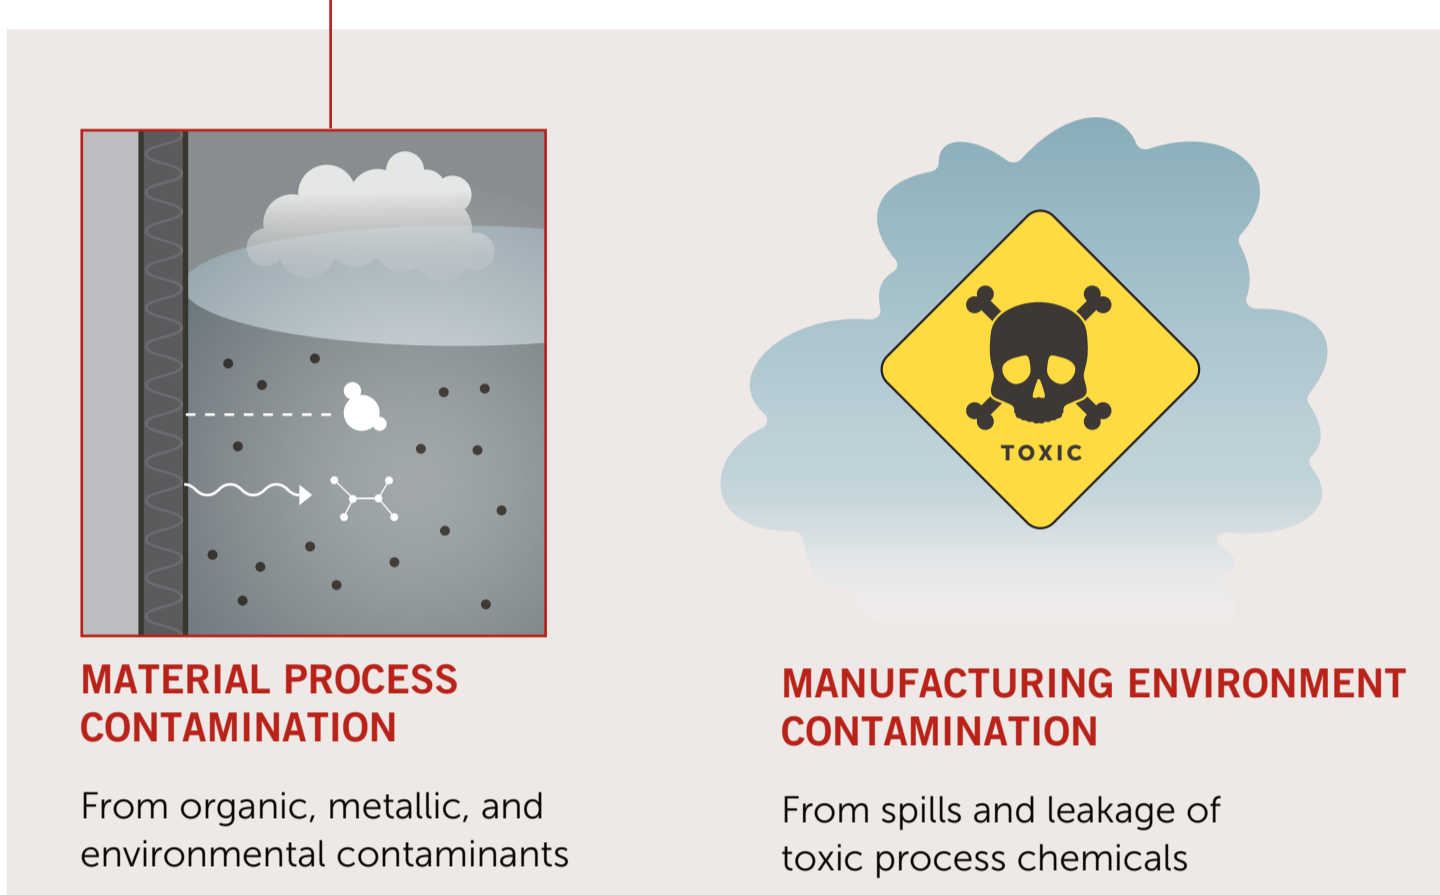 TOXIC
MATERIAL PROCESS
CONTAMINATION
From organic, metallic, and
environmental contaminants
MANUFACTURING ENVIRONMENT
CONTAMINATION
From spills and leakage of
toxic process chemicals